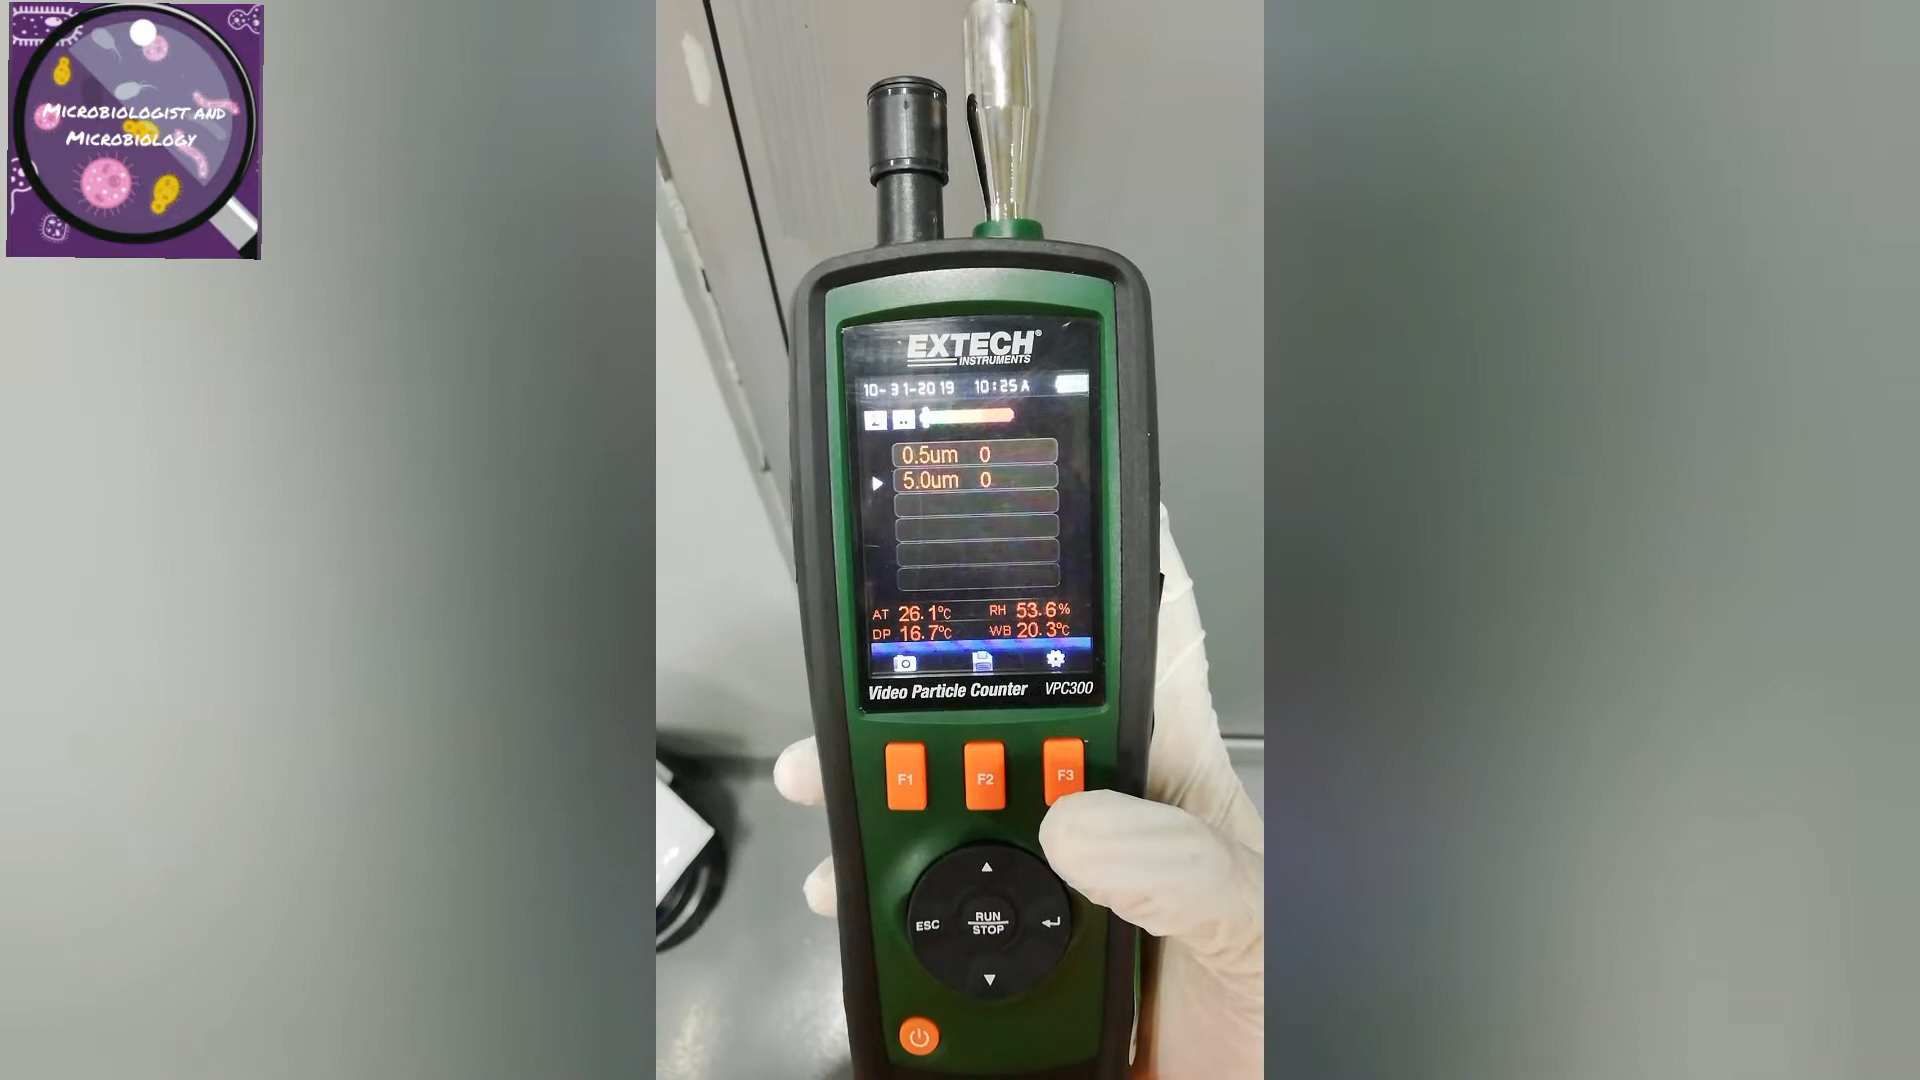 MICROBIOLOGIST AND
MICROBIOLOGY
EXTECH®
INSTRUMENTS
10-31-2019 10:25A
0.5um 0
5.0um 0
AT 26.1°C RH 53.6%
DP 16.7°C WB 20.3°C
Video Particle Counter VPC300
F1 F2 F3
ESC RUN
STOP